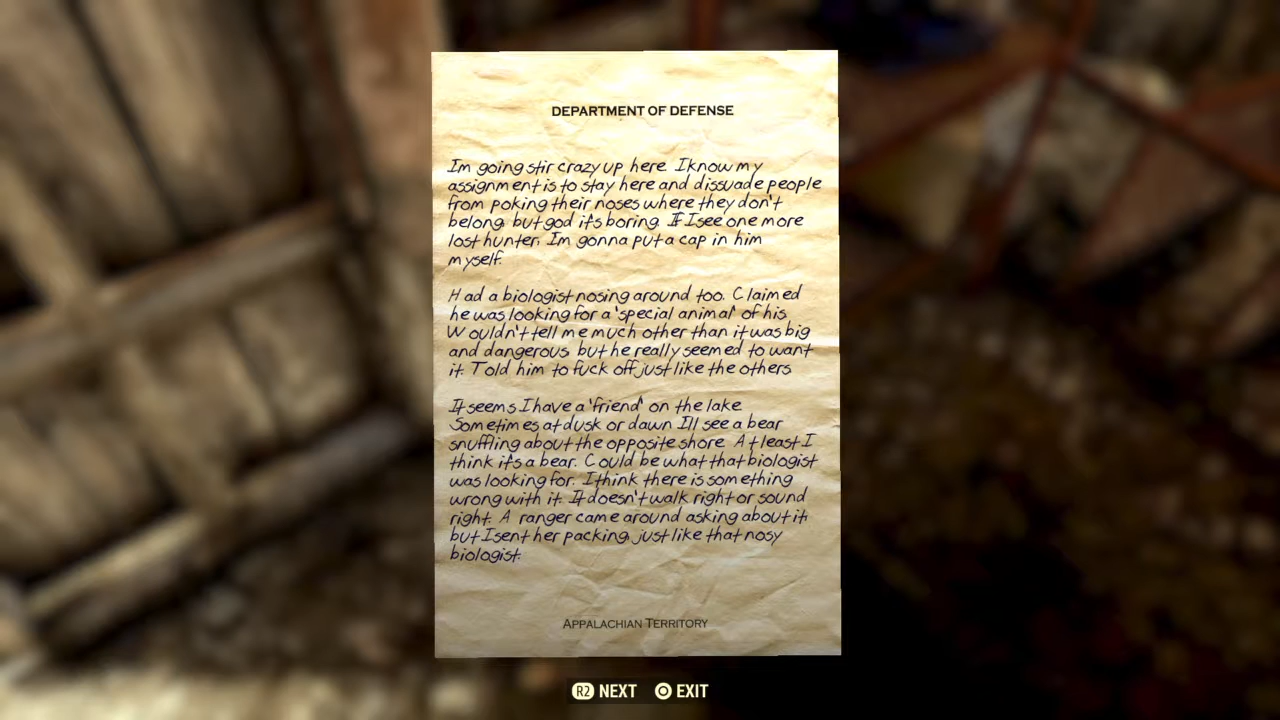 DEPARTMENT OF DEFENSE
I'm going stir crazy up here. I know my
assignment is to stay here and dissuade people
from poking their noses where they don't
belong, but god it's boring. If I see one more
lost hunter, I'm gonna put a cap in him
myself.
Had a biologist nosing around too. Claimed
he was looking for a 'special animal' of his
Wouldn't tell me much other than it was big
and dangerous, but he really seemed to want
it. Told him to fuck off just like the others
It seems I have a 'friend' on the lake
Sometimes at dusk or dawn I'll see a bear
snuffling about the opposite shore. At least I
think it's a bear. Could be what that biologist
was looking for. I think there is something
wrong with it. It doesn't walk right or sound
right. A ranger came around asking about it,
but I sent her packing, just like that nosy
biologist.
APPALACHIAN TERRITORY
R2 NEXT EXIT